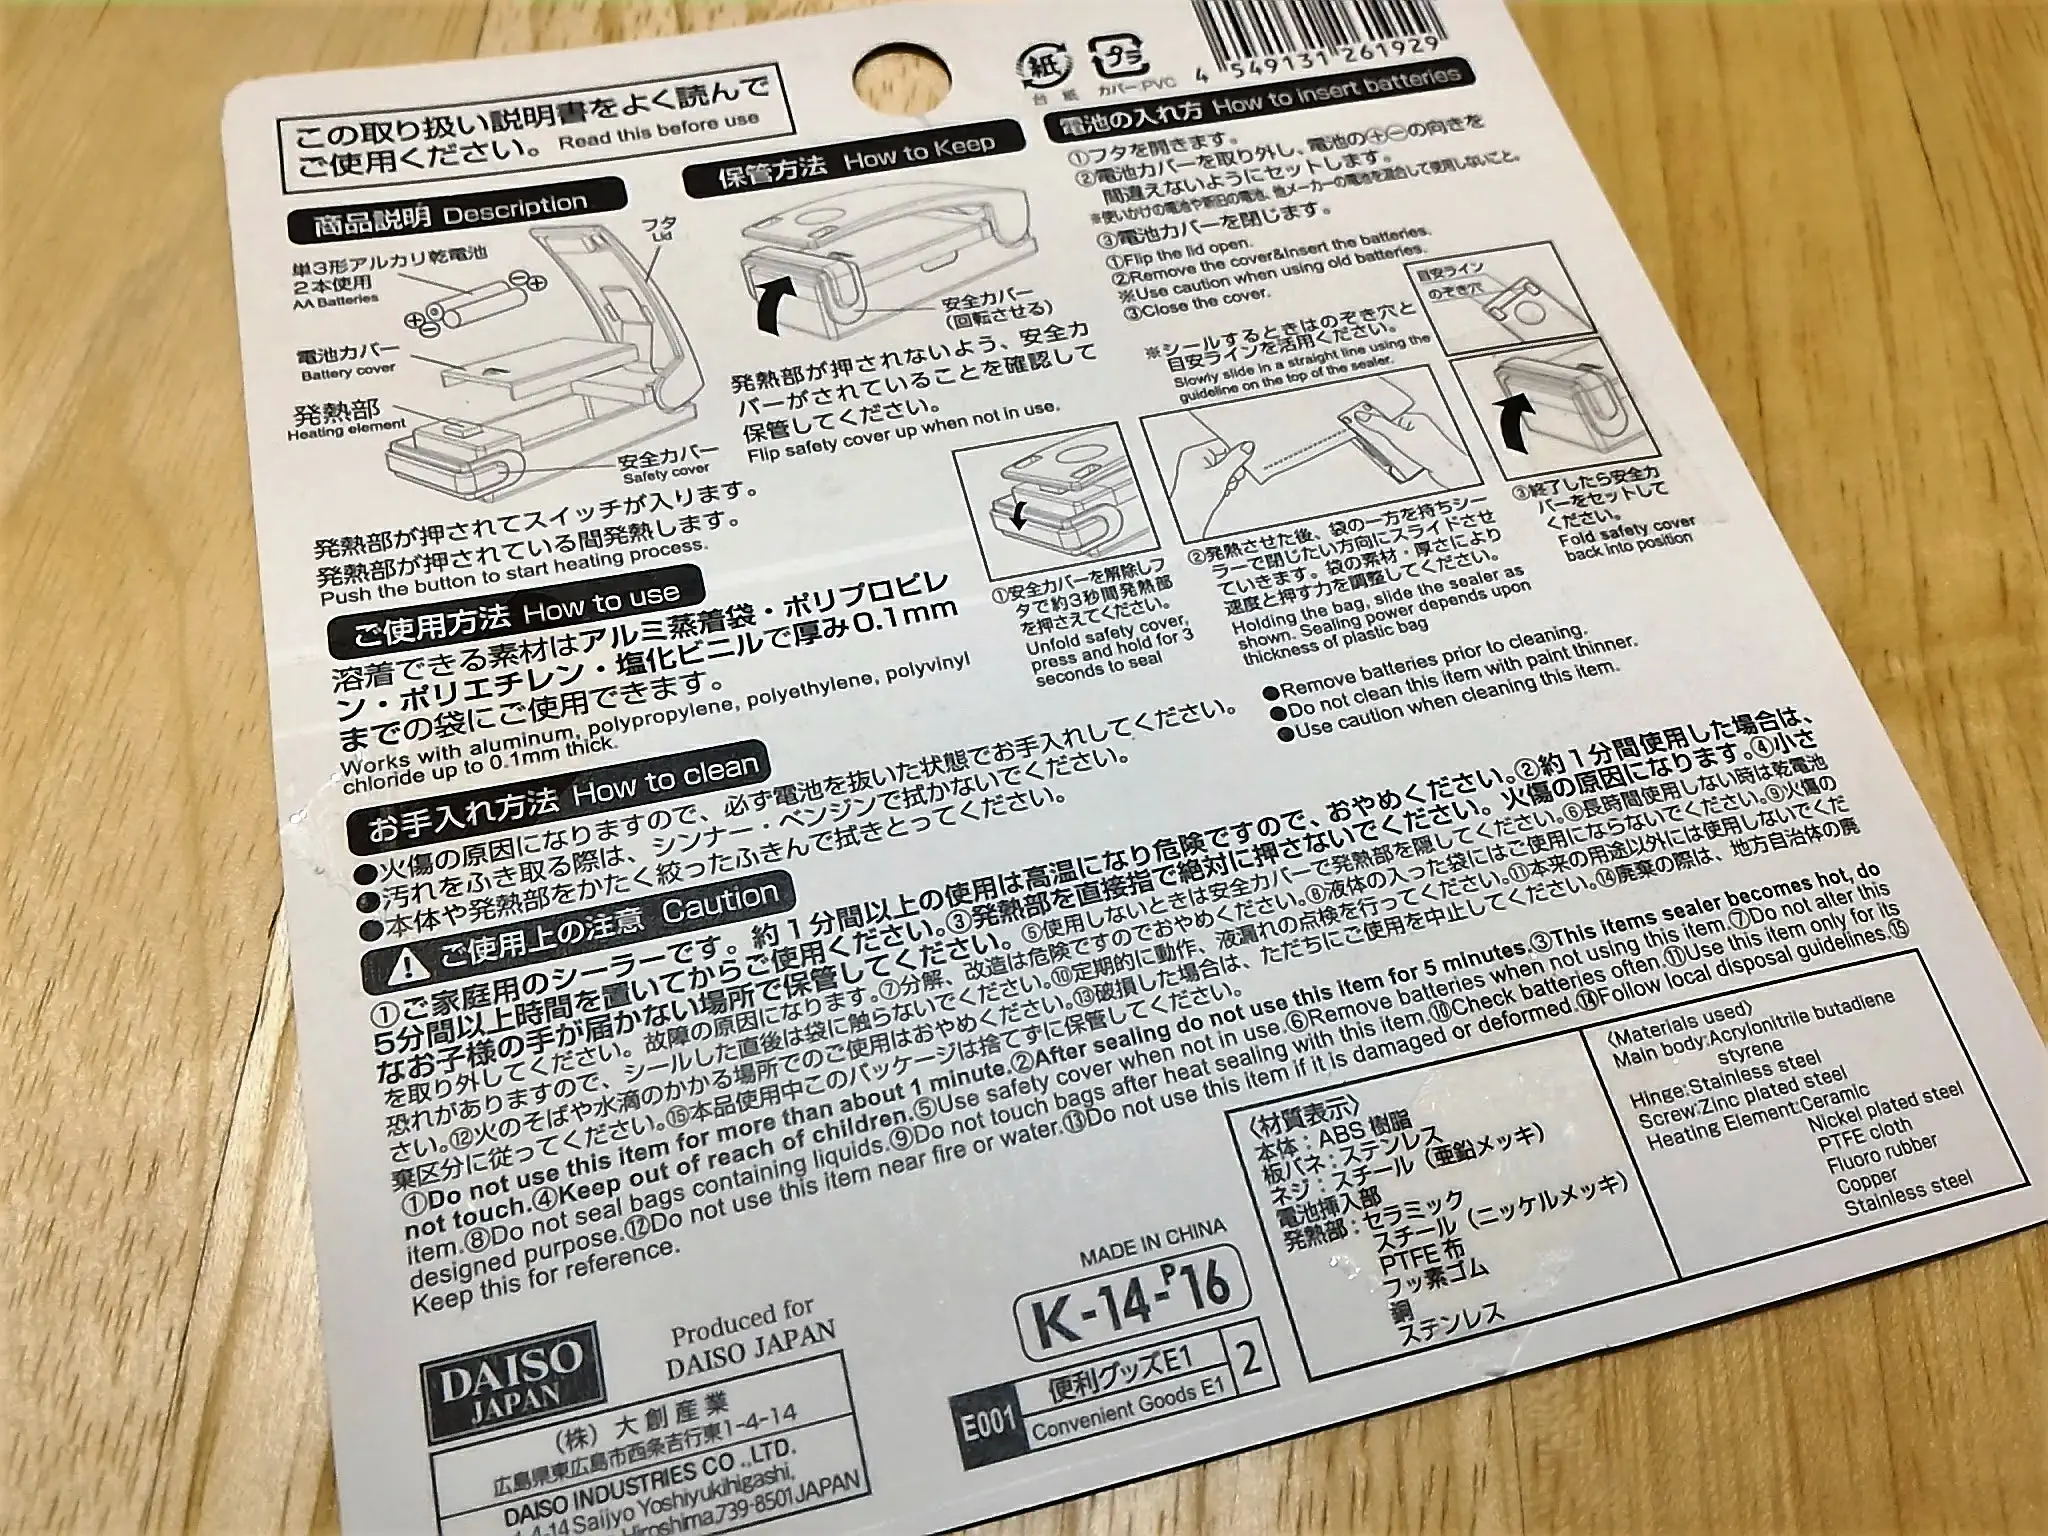 この取り扱い説明書をよく読んで
ご使用ください。 Read this before use
紙
台紙
プラ
カバー:PVC
4 549131 261929
商品説明 Description
単3形アルカリ乾電池
2本使用
AA Batteries
フタ
Lid
電池カバー
Battery cover
発熱部
Heating element
安全カバー
Safety cover
発熱部が押されてスイッチが入ります。
発熱部が押されている間発熱します。
Push the button to start heating process.
保管方法 How to Keep
安全カバー
(回転させる)
発熱部が押されないよう、安全カ
バーがされていることを確認して
保管してください。
Flip safety cover up when not in use.
電池の入れ方 How to insert batteries
①フタを開きます。
②電池カバーを取り外し、電池の⊕⊖の向きを
間違えないようにセットします。
※使いかけの電池や新旧の電池、他メーカーの電池を混合して使用しないこと。
③電池カバーを閉じます。
①Flip the lid open.
②Remove the cover&Insert the batteries.
※Use caution when using old batteries.
③Close the cover.
ご使用方法 How to use
溶着できる素材はアルミ蒸着袋・ポリプロピレ
ン・ポリエチレン・塩化ビニルで厚み0.1mm
までの袋にご使用できます。
Works with aluminum, polypropylene, polyethylene, polyvinyl
chloride up to 0.1mm thick.
①安全カバーを解除しフ
タで約3秒間発熱部
を押さえてください。
Unfold safety cover,
press and hold for 3
seconds to seal
※シールするときはのぞき穴と
目安ラインを活用ください。
Slowly slide in a straight line using the
guideline on the top of the sealer.
目安ライン
のぞき穴
②発熱させた後、袋の一方を持ちシー
ラーで閉じたい方向にスライドさせ
ていきます。袋の素材・厚さにより
速度と押す力を調整してください。
Holding the bag, slide the sealer as
shown. Sealing power depends upon
thickness of plastic bag
③終了したら安全カ
バーをセットして
ください。
Fold safety cover
back into position
お手入れ方法 How to clean
●火傷の原因になりますので、必ず電池を抜いた状態でお手入れしてください。
●汚れをふき取る際は、シンナー・ベンジンで拭かないでください。
●本体や発熱部をかたく絞ったふきんで拭きとってください。
●Remove batteries prior to cleaning.
●Do not clean this item with paint thinner.
●Use caution when cleaning this item.
ご使用上の注意 Caution
①ご家庭用のシーラーです。約1分間以上の使用は高温になり危険ですので、おやめください。②約1分間使用した場合は、
5分間以上時間を置いてからご使用ください。③発熱部を直接指で絶対に押さないでください。火傷の原因になります。④小さ
なお子様の手が届かない場所で保管してください。⑤使用しないときは安全カバーで発熱部を隠してください。⑥長時間使用しない時は乾電池
を取り外してください。故障の原因になります。⑦分解、改造は危険ですのでおやめください。⑧液体の入った袋にはご使用にならないでください。⑨火傷の
恐れがありますので、シールした直後は袋に触らないでください。⑩定期的に動作、液漏れの点検を行ってください。⑪本来の用途以外には使用しないでくだ
さい。⑫火のそばや水滴のかかる場所でのご使用はおやめください。⑬破損した場合は、ただちにご使用を中止してください。⑭廃棄の際は、地方自治体の廃
棄区分に従ってください。⑮本品使用中このパッケージは捨てずに保管してください。
①Do not use this item for more than about 1 minute.②After sealing do not use this item for 5 minutes.③This items sealer becomes hot, do
not touch.④Keep out of reach of children.⑤Use safety cover when not in use.⑥Remove batteries when not using this item.⑦Do not alter this
item.⑧Do not seal bags containing liquids.⑨Do not touch bags after heat sealing with this item.⑩Check batteries often.⑪Use this item only for its
designed purpose.⑫Do not use this item near fire or water.⑬Do not use this item if it is damaged or deformed.⑭Follow local disposal guidelines.⑮
Keep this for reference.
〈材質表示〉
本体：ABS樹脂
板バネ：ステンレス
ネジ：スチール（亜鉛メッキ）
電池挿入部
発熱部：セラミック
スチール（ニッケルメッキ）
PTFE布
フッ素ゴム
銅
ステンレス
〈Materials used〉
Main body:Acrylonitrile butadiene
styrene
Hinge:Stainless steel
Screw:Zinc plated steel
Heating Element:Ceramic
Nickel plated steel
PTFE cloth
Fluoro rubber
Copper
Stainless steel
MADE IN CHINA
K-14-P16
E001 便利グッズE1 2
Convenient Goods E1
DAISO
JAPAN
Produced for
DAISO JAPAN
(株)大創産業
広島県東広島市西条吉行東1-4-14
DAISO INDUSTRIES CO.,LTD.
1-4-14 Saijyo Yoshiyukihigashi,
Hiroshima,739-8501 JAPAN